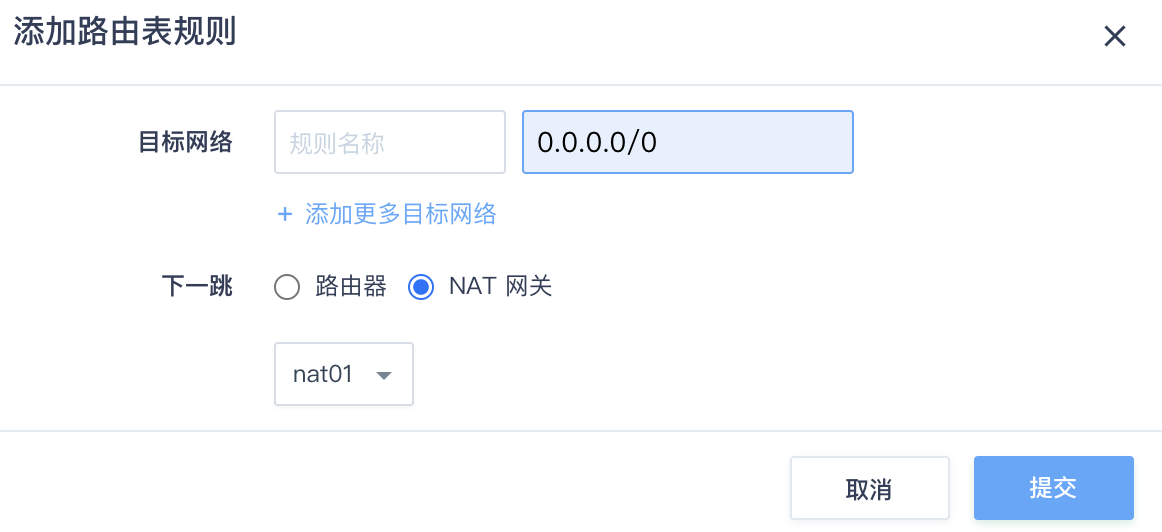 添加路由表规则
目标网络 规则名称 0.0.0.0/0
+ 添加更多目标网络
下一跳 路由器 NAT 网关
nat01
取消 提交